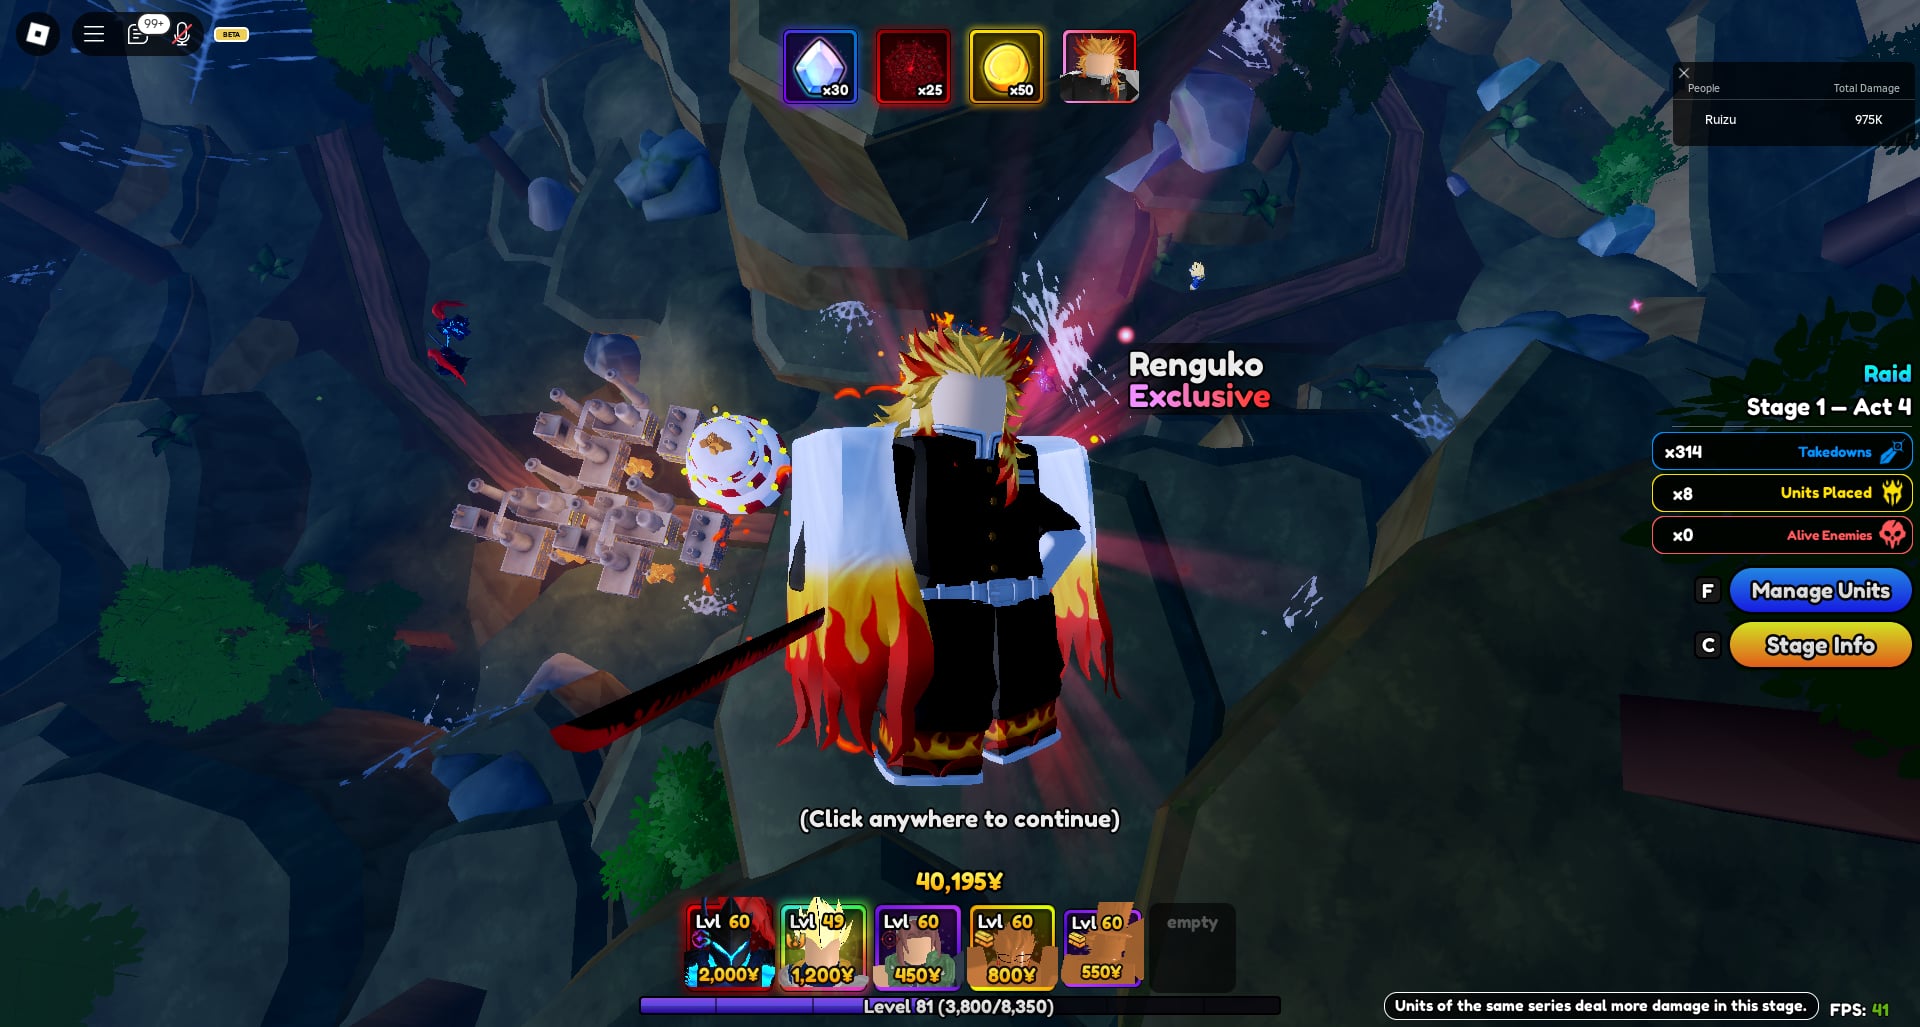 99+
BETA
x30
x25
x50
People Total Damage
Ruizu 975K
Renguko
Exclusive
Raid
Stage 1 – Act 4
x314 Takedowns
x8 Units Placed
x0 Alive Enemies
F Manage Units
C Stage Info
(Click anywhere to continue)
40,195¥
Lvl 60 Lvl 49 Lvl 60 Lvl 60 Lvl 60 empty
2,000¥ 1,200¥ 450¥ 800¥ 550¥
Level 81 (3,800/8,350)
Units of the same series deal more damage in this stage.
FPS: 41